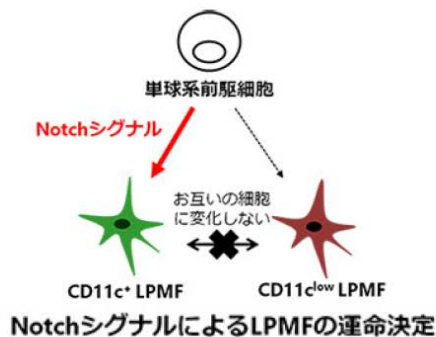 単球系前駆細胞
Notchシグナル
お互いの細胞
に変化しない
CD11c⁺ LPMF
CD11cˡᵒʷ LPMF
NotchシグナルによるLPMFの運命決定